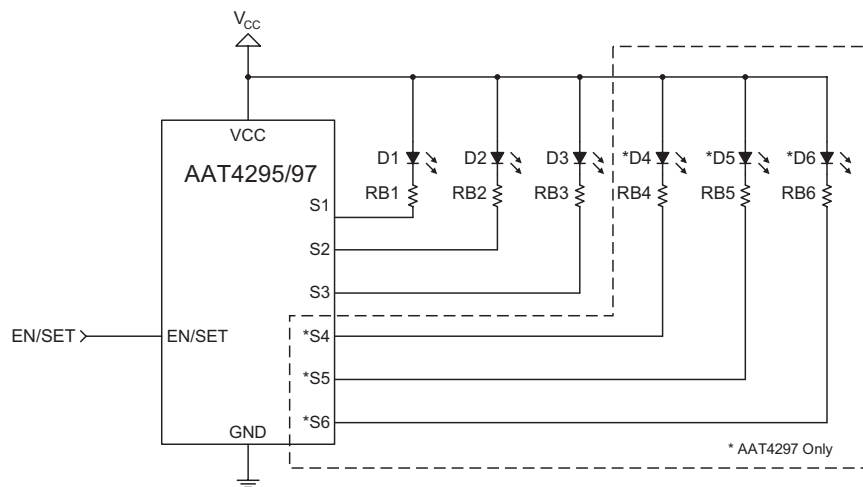 VCC
VCC
AAT4295/97
D1
D2
D3
*D4
*D5
*D6
RB1
RB2
RB3
RB4
RB5
RB6
S1
S2
S3
EN/SET
EN/SET
*S4
*S5
*S6
GND
* AAT4297 Only